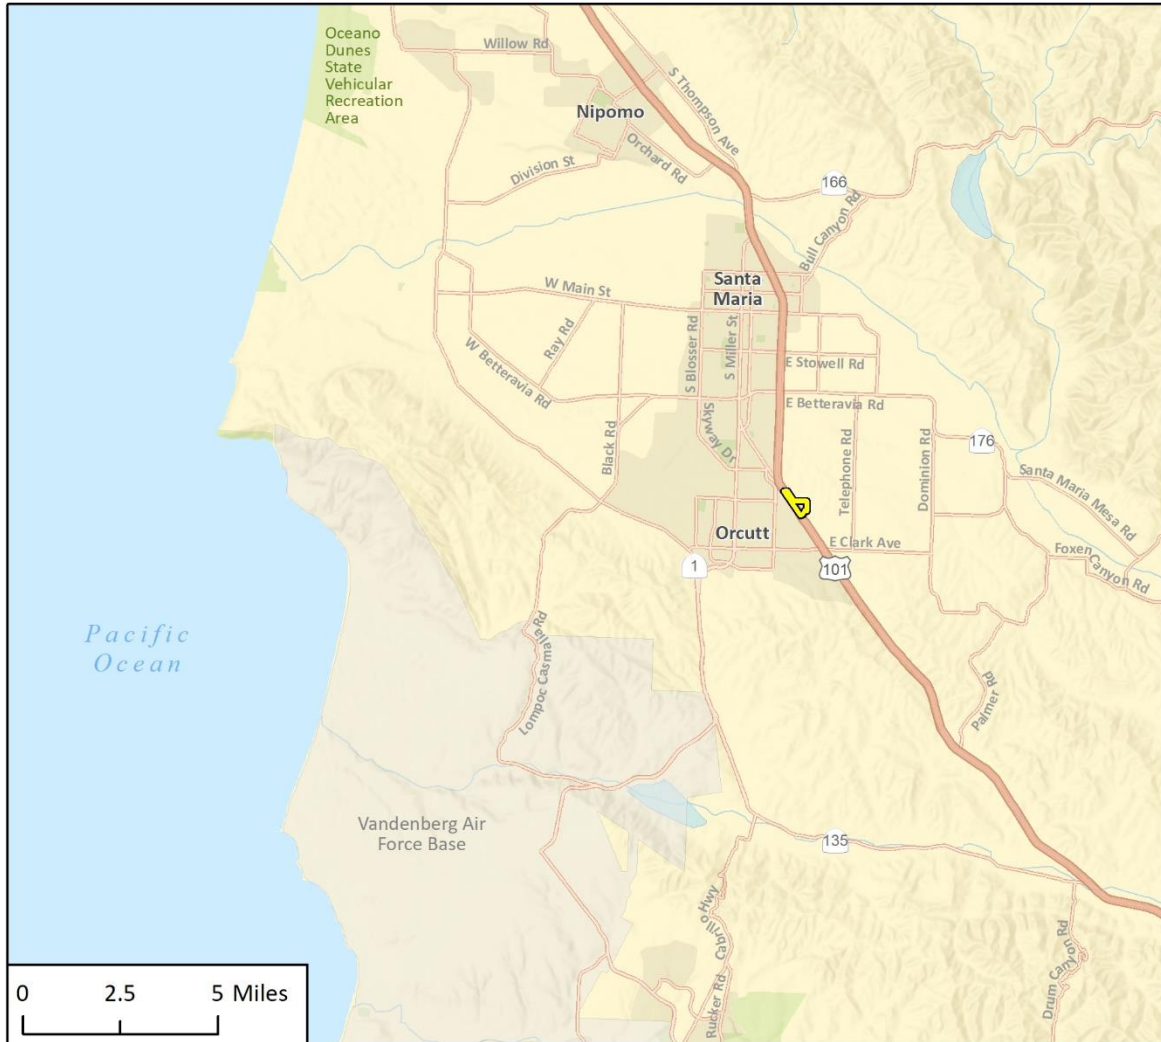 Oceano
Dunes
State
Vehicular
Recreation
Area
Willow Rd
S Thompson Ave
Nipomo
Orchard Rd
Division St
166
Bull Canyon Rd
Santa
Maria
W Main St
Ray Rd
S Blosser Rd
S Miller St
E Stowell Rd
W Betteravia Rd
E Betteravia Rd
Skyway Dr
Black Rd
Telephone Rd
Dominion Rd
176
Santa Maria Mesa Rd
Orcutt
E Clark Ave
Foxen Canyon Rd
1
101
Pacific
Ocean
Lompoc Casmalia Rd
Palmer Rd
Vandenberg Air
Force Base
135
Cabrillo Hwy
Rucker Rd
Drum Canyon Rd
0 2.5 5 Miles